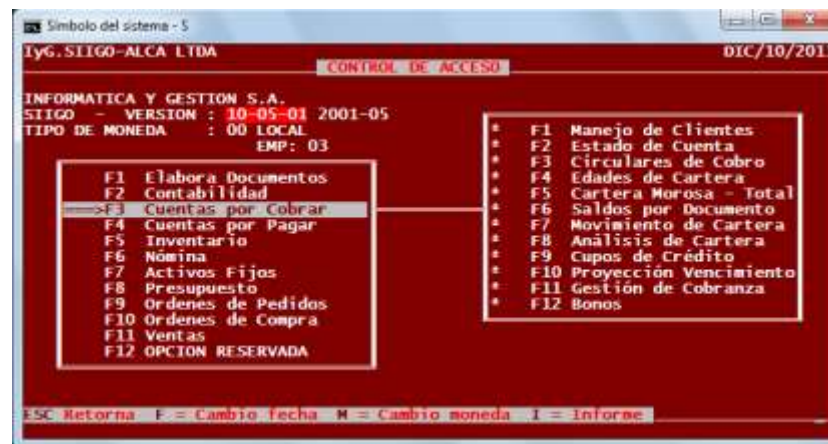 Símbolo del sistema - S
IyG.SIIGO-ALCA LTDA DIC/10/201
CONTROL DE ACCESO
INFORMATICA Y GESTION S.A.
SIIGO - VERSION : 10-05-01 2001-05
TIPO DE MONEDA : 00 LOCAL
EMP: 03
F1 Elabora Documentos
F2 Contabilidad
===>F3 Cuentas por Cobrar
F4 Cuentas por Pagar
F5 Inventario
F6 Nómina
F7 Activos Fijos
F8 Presupuesto
F9 Ordenes de Pedidos
F10 Ordenes de Compra
F11 Ventas
F12 OPCION RESERVADA
* F1 Manejo de Clientes
* F2 Estado de Cuenta
* F3 Circulares de Cobro
* F4 Edades de Cartera
* F5 Cartera Morosa - Total
* F6 Saldos por Documento
* F7 Movimiento de Cartera
* F8 Análisis de Cartera
* F9 Cupos de Crédito
* F10 Proyección Vencimiento
* F11 Gestión de Cobranza
* F12 Bonos
ESC Retorna F = Cambio fecha M = Cambio moneda I = Informe